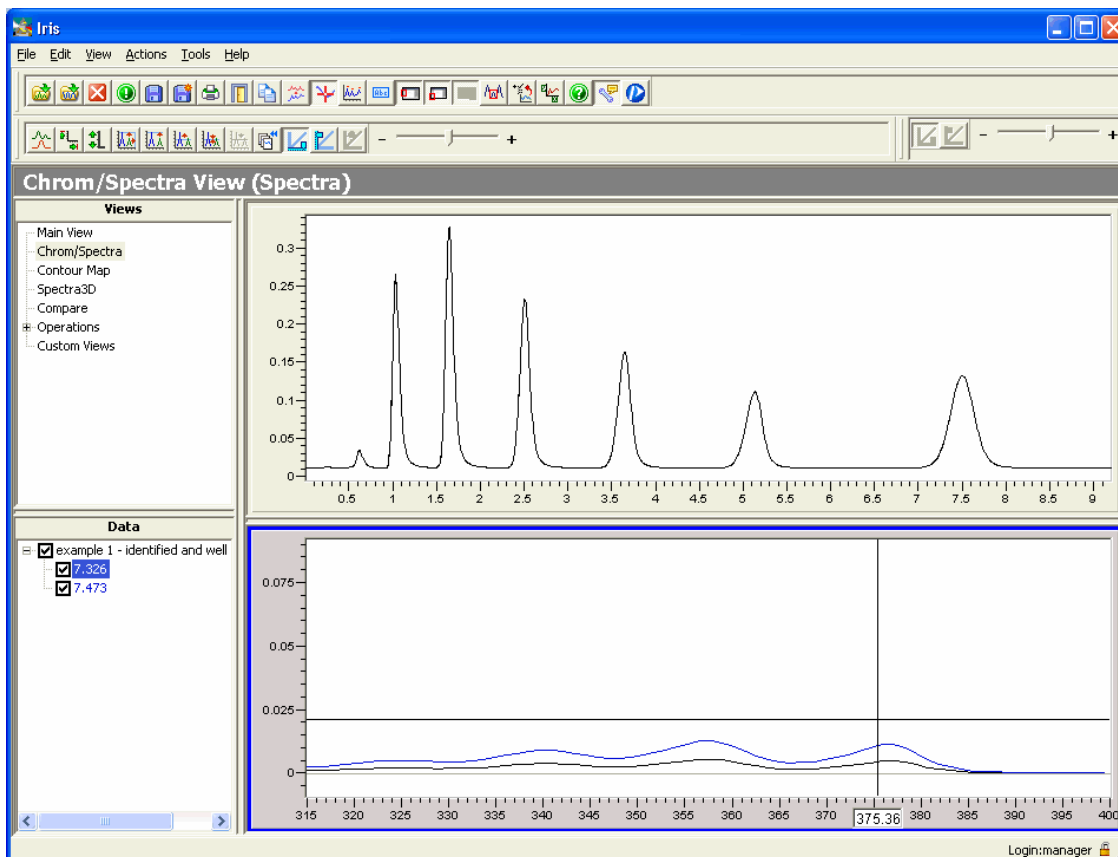 Iris
File Edit View Actions Tools Help
Abc
- + - +
Chrom/Spectra View (Spectra)
Views
Main View
Chrom/Spectra
Contour Map
Spectra3D
Compare
Operations
Custom Views
0.3
0.25
0.2
0.15
0.1
0.05
0
0.5 1 1.5 2 2.5 3 3.5 4 4.5 5 5.5 6 6.5 7 7.5 8 8.5 9
Data
example 1 - identified and well
7.326
7.473
0.075
0.05
0.025
0
315 320 325 330 335 340 345 350 355 360 365 370 375.36 380 385 390 395 400
Login:manager